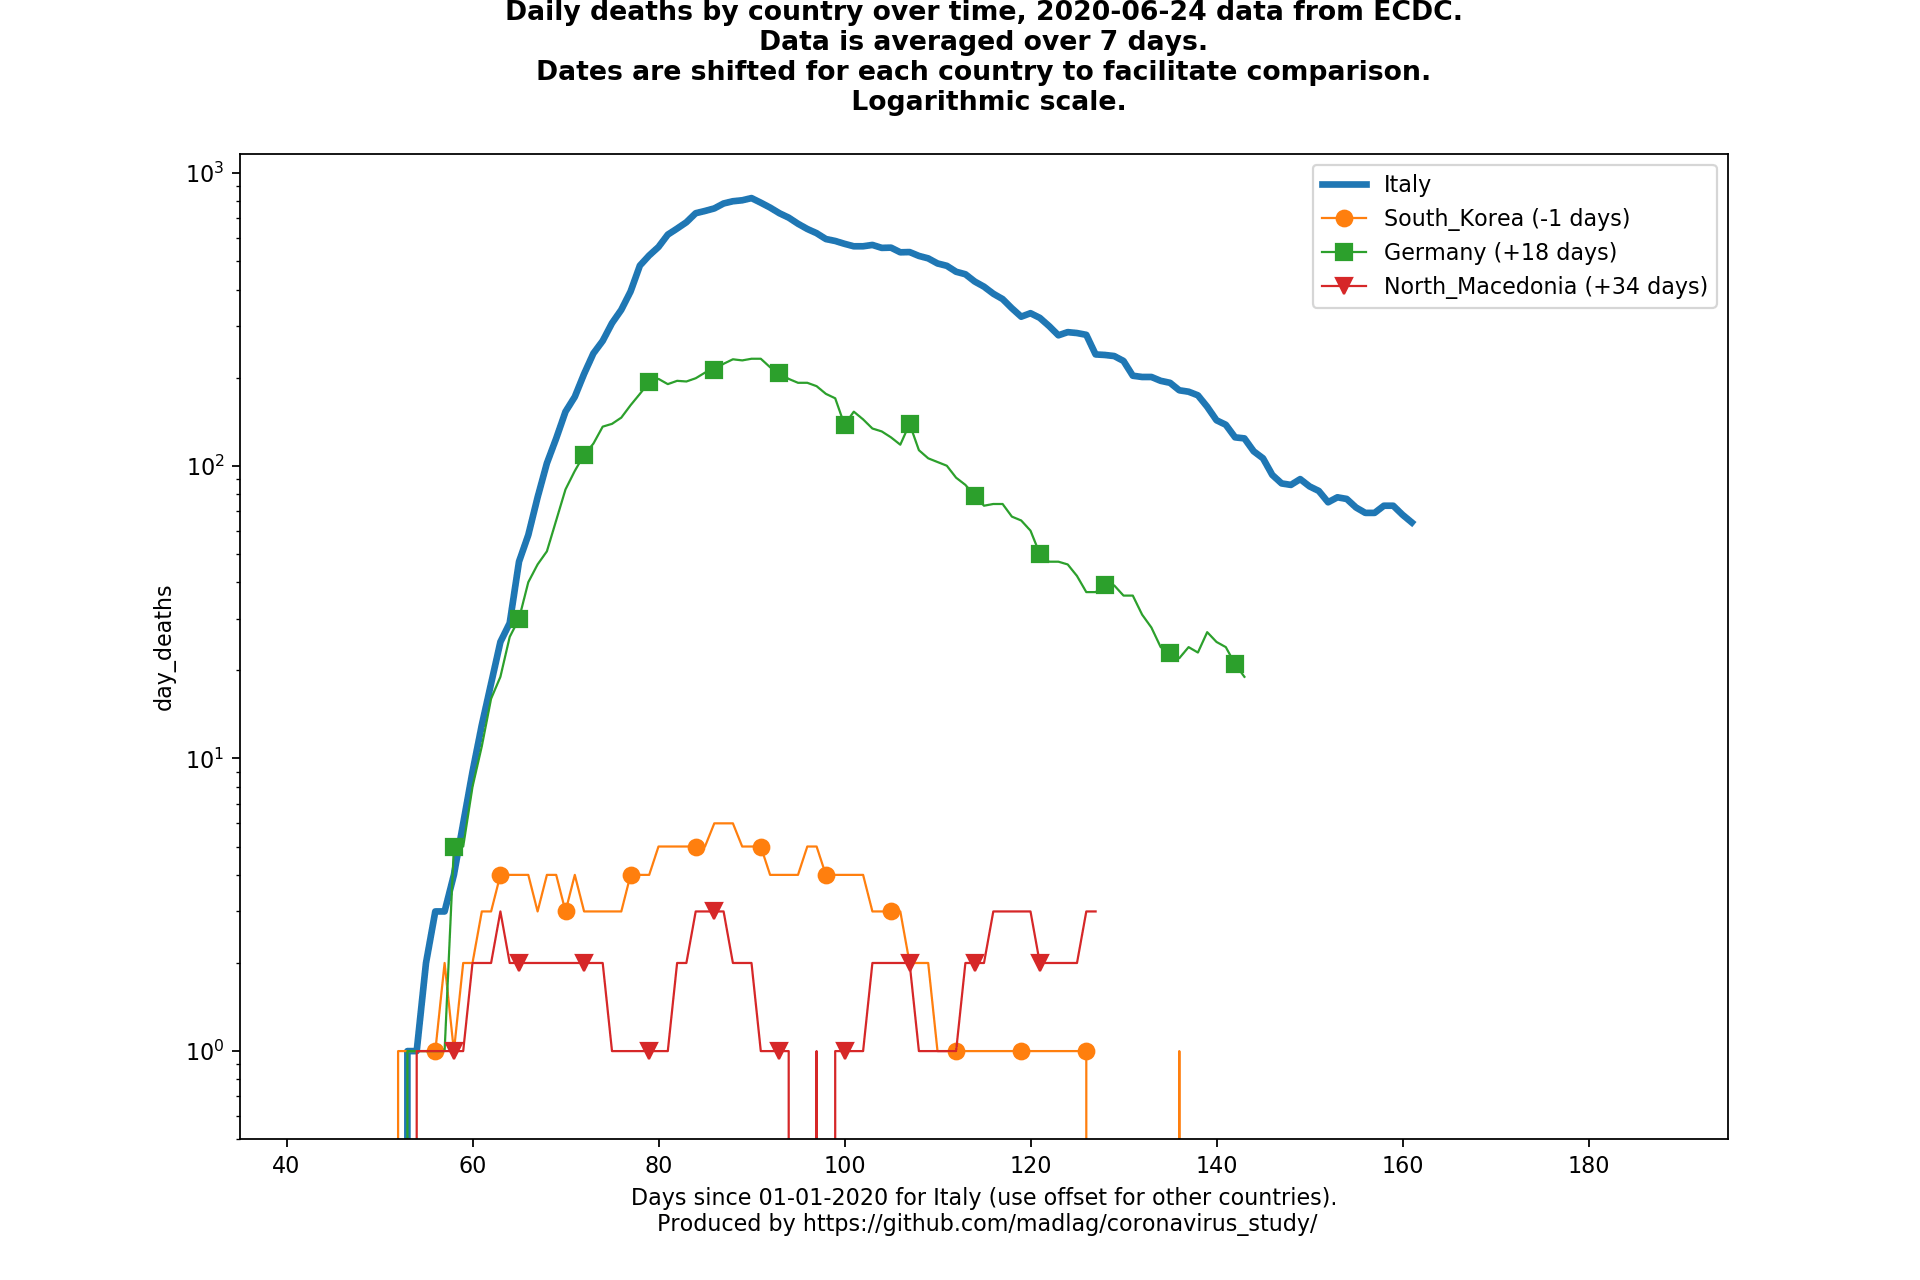 Daily deaths by country over time, 2020-06-24 data from ECDC.
Data is averaged over 7 days.
Dates are shifted for each country to facilitate comparison.
Logarithmic scale.
10³
10²
10¹
10⁰
day_deaths
Italy
South_Korea (-1 days)
Germany (+18 days)
North_Macedonia (+34 days)
40 60 80 100 120 140 160 180
Days since 01-01-2020 for Italy (use offset for other countries).
Produced by https://github.com/madlag/coronavirus_study/